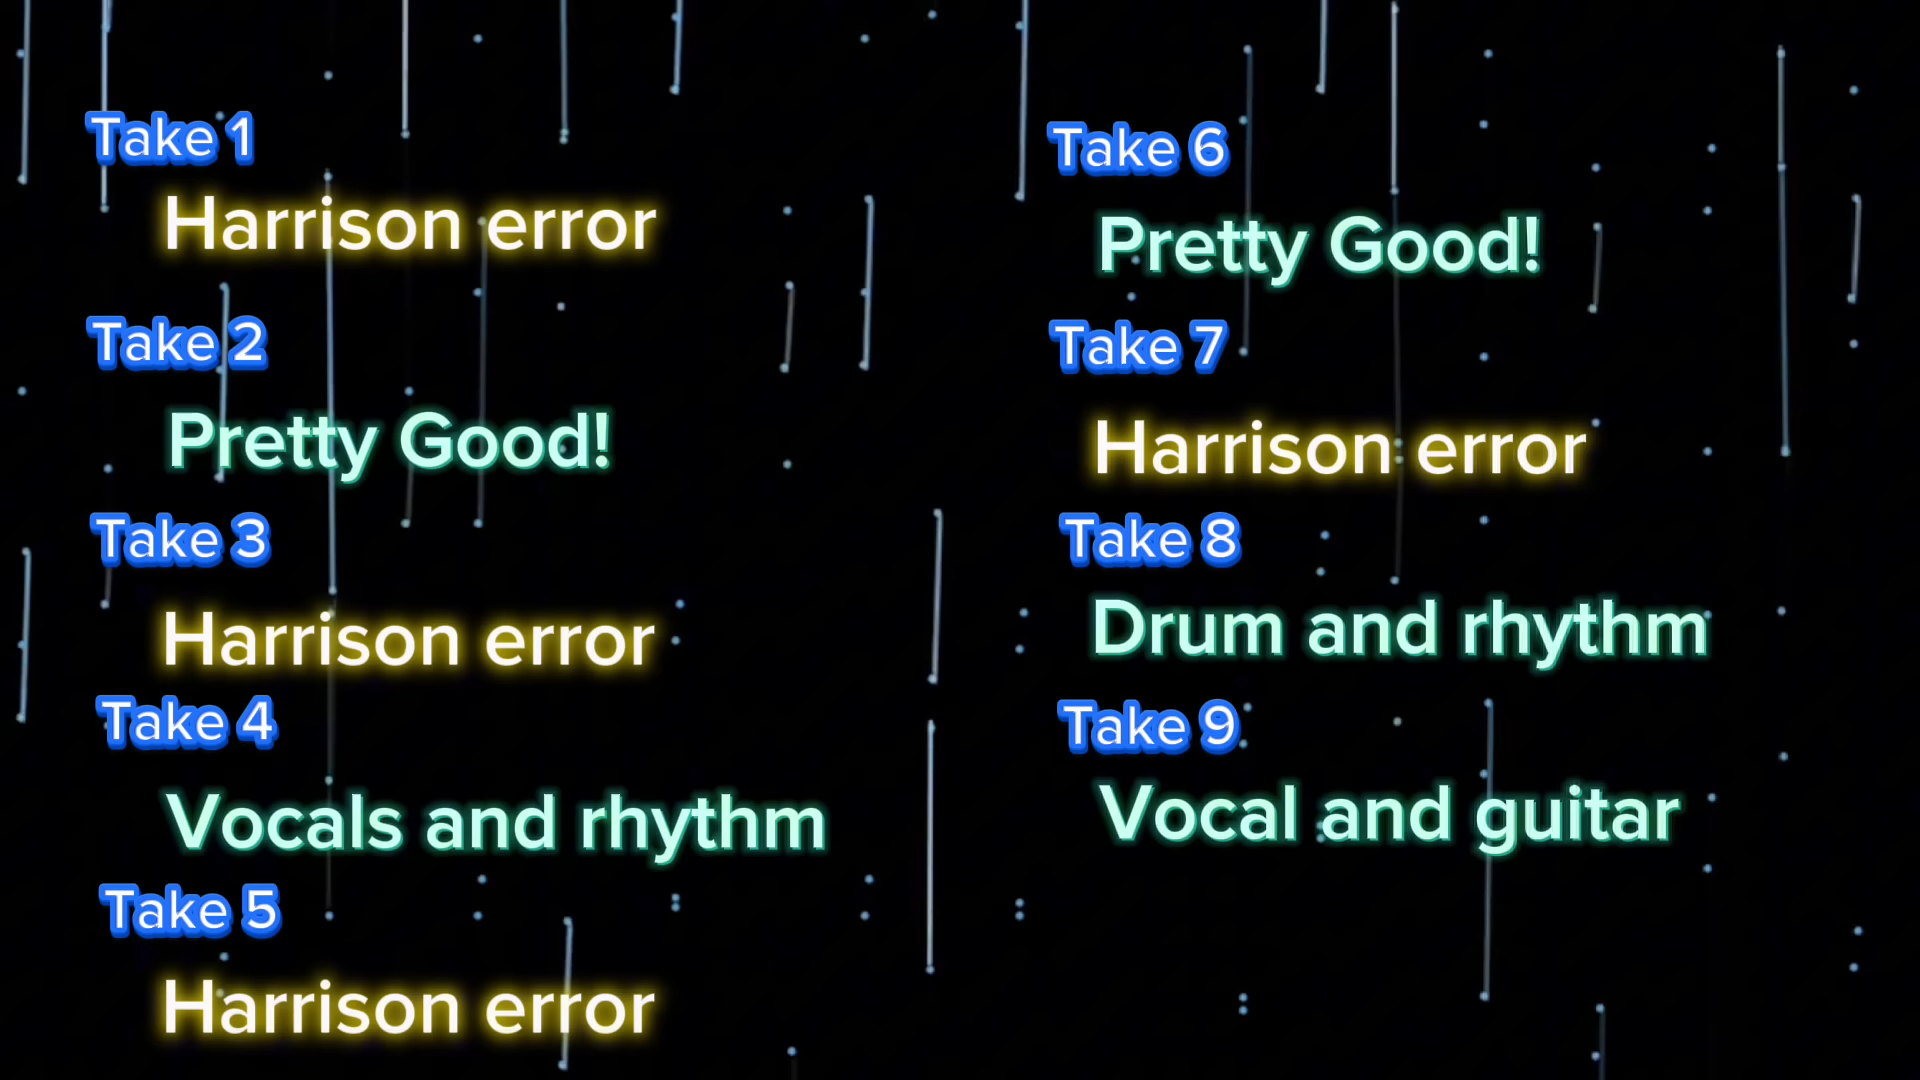 Take 1
Harrison error
Take 2
Pretty Good!
Take 3
Harrison error
Take 4
Vocals and rhythm
Take 5
Harrison error
Take 6
Pretty Good!
Take 7
Harrison error
Take 8
Drum and rhythm
Take 9
Vocal and guitar